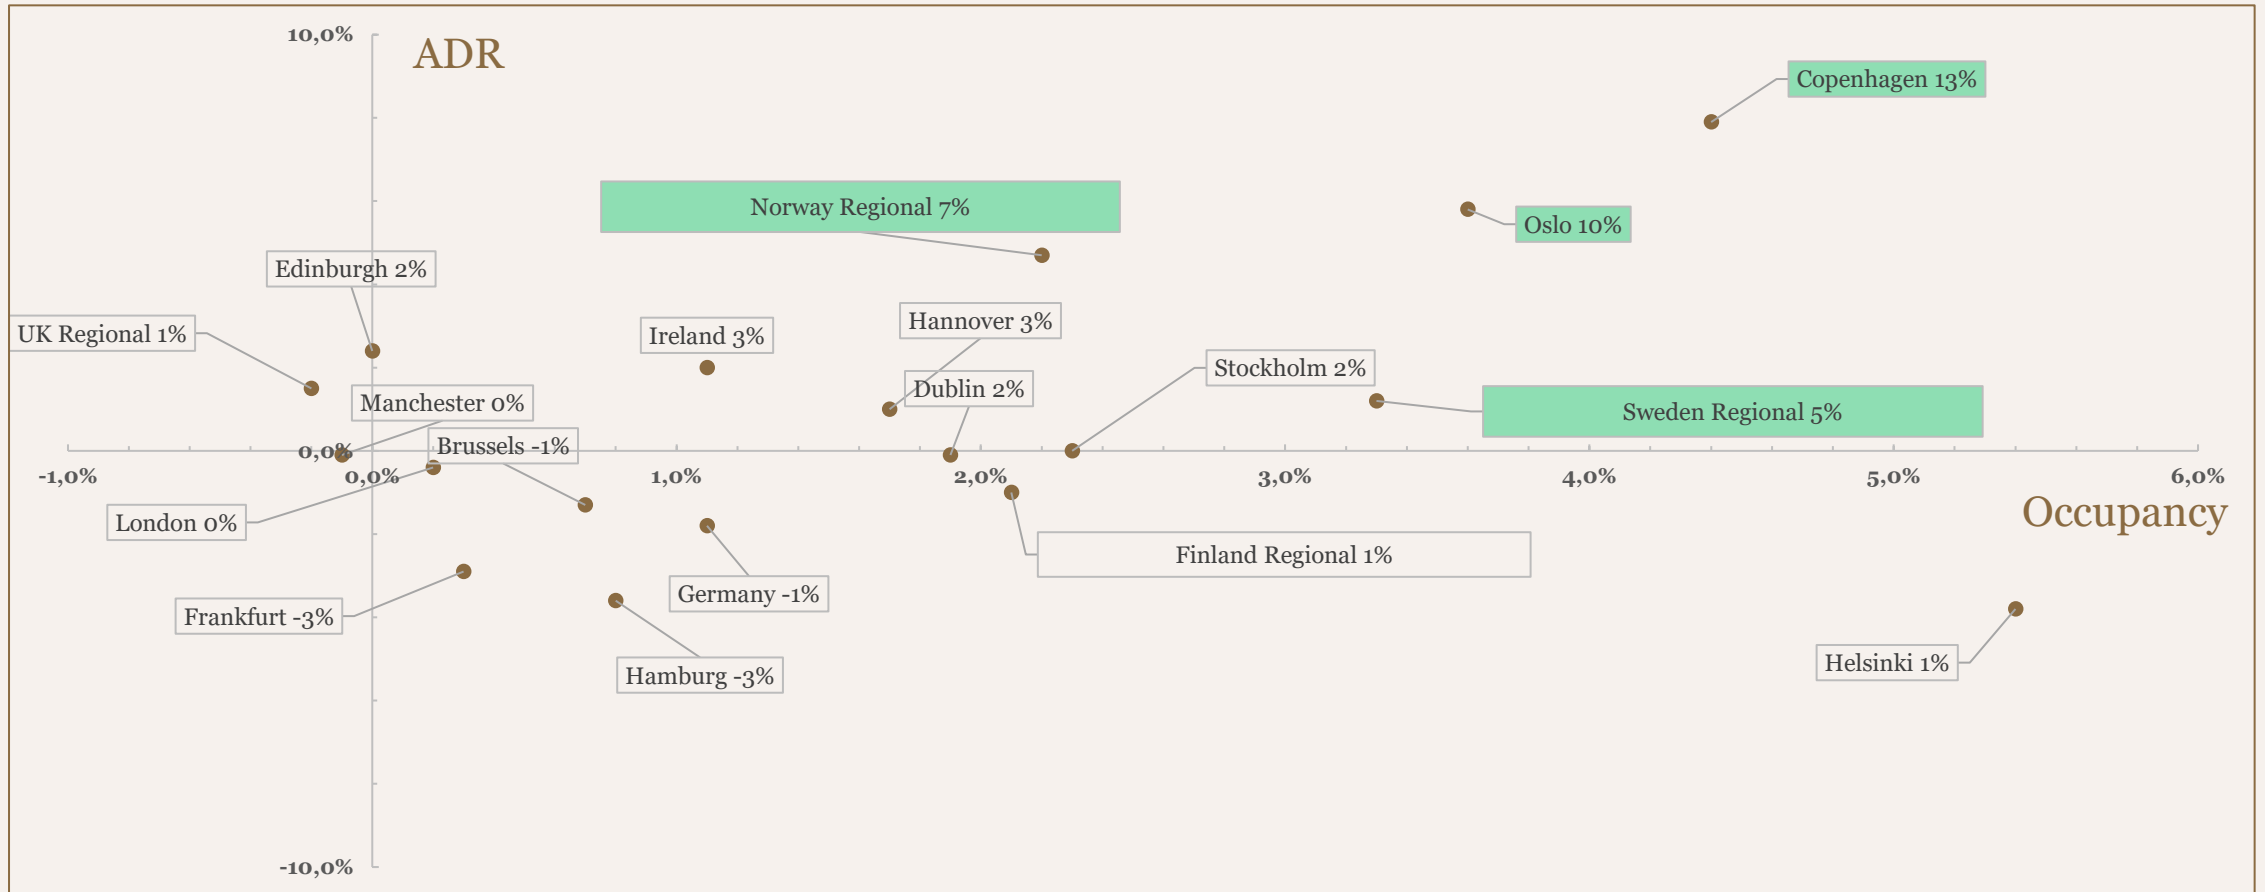 10,0%
ADR
Copenhagen 13%
Norway Regional 7%
Oslo 10%
Edinburgh 2%
UK Regional 1%
Ireland 3%
Hannover 3%
Stockholm 2%
Dublin 2%
Manchester 0%
Sweden Regional 5%
Brussels -1%
0,0%
-1,0%
0,0%
1,0%
2,0%
3,0%
4,0%
5,0%
6,0%
Occupancy
London 0%
Finland Regional 1%
Germany -1%
Frankfurt -3%
Helsinki 1%
Hamburg -3%
-10,0%